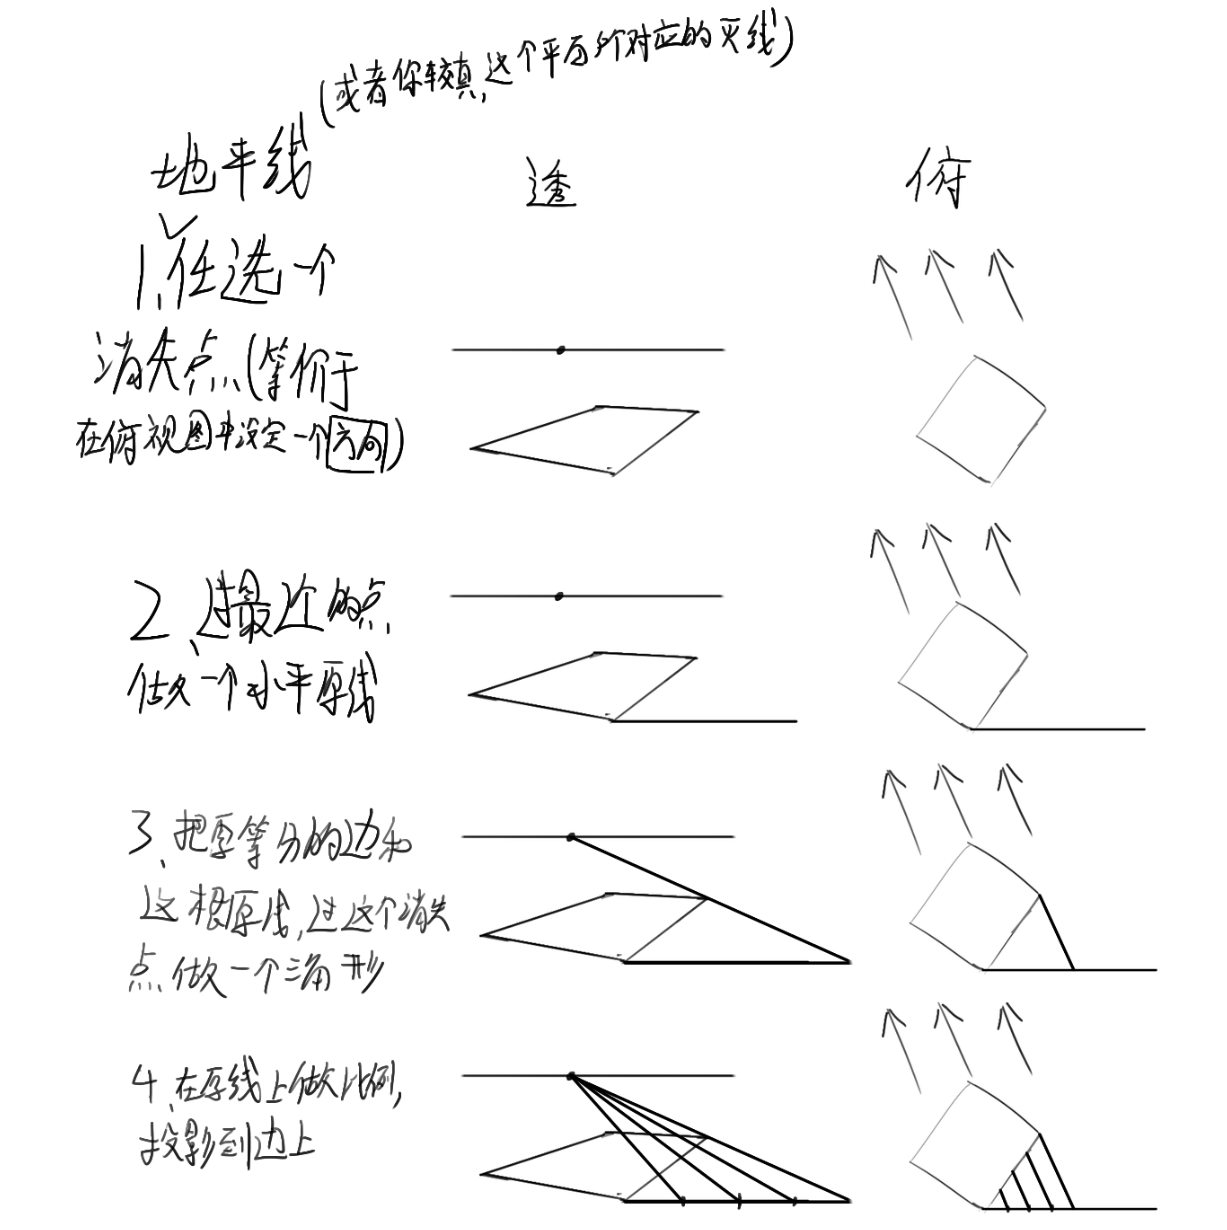 (或者你较真,这个平面所对应的灭线)
地平线
透
俯
1、任选一个
消失点(等价于
在俯视图中设定一个方向)
2、过最近的点
做一个水平原线
3、把要等分的边和
这根原线,过这个消失
点做一个三角形
4、在原线上做比例,
投影到边上